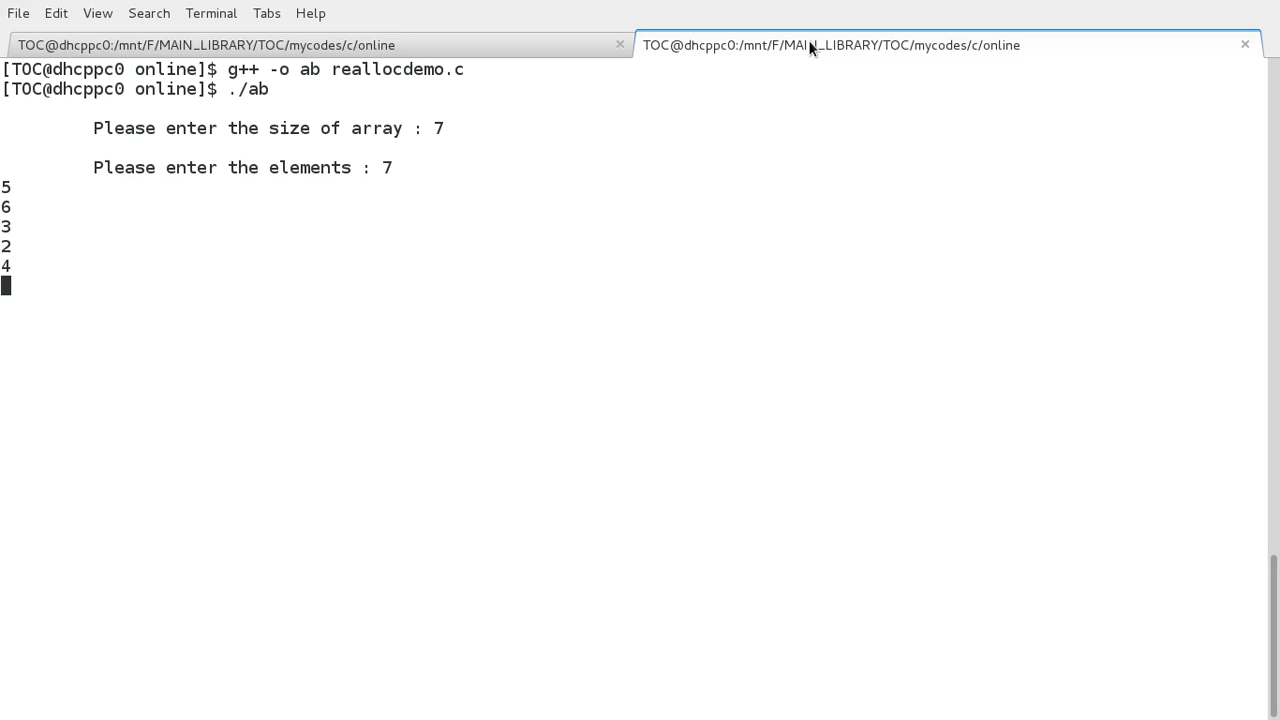 File Edit View Search Terminal Tabs Help
TOC@dhcppc0:/mnt/F/MAIN_LIBRARY/TOC/mycodes/c/online × TOC@dhcppc0:/mnt/F/MAIN_LIBRARY/TOC/mycodes/c/online ×
[TOC@dhcppc0 online]$ g++ -o ab reallocdemo.c
[TOC@dhcppc0 online]$ ./ab
Please enter the size of array : 7
Please enter the elements : 7
5
6
3
2
4